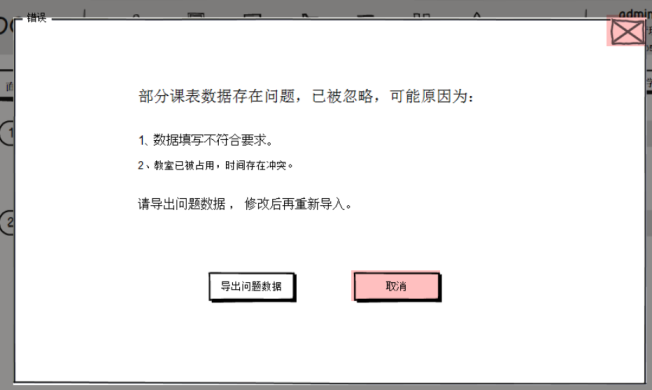 错误
admin
部分课表数据存在问题，已被忽略，可能原因为：
1、数据填写不符合要求。
2、教室已被占用，时间存在冲突。
请导出问题数据， 修改后再重新导入。
导出问题数据
取消
1
2